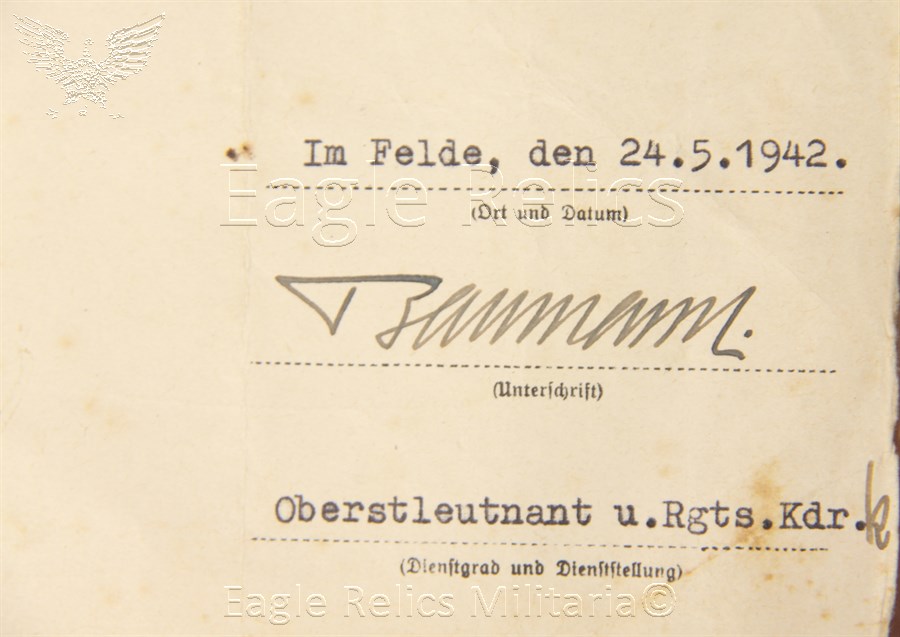 Im Felde, den 24.5.1942.
Eagle Relics
(Ort und Datum)
Baumann.
(Unterschrift)
Oberstleutnant u.Rgts.Kdr.
(Dienstgrad und Dienststellung)
Eagle Relics Militaria©